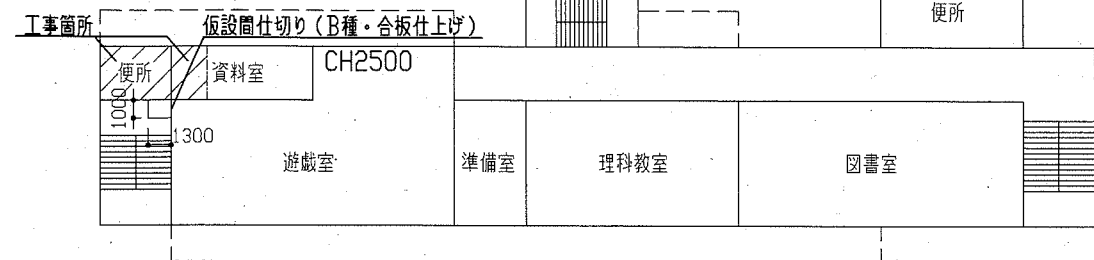 便所
工事箇所
仮設間仕切り（B種・合板仕上げ）
便所
資料室
CH2500
1000
1300
遊戯室
準備室
理科教室
図書室